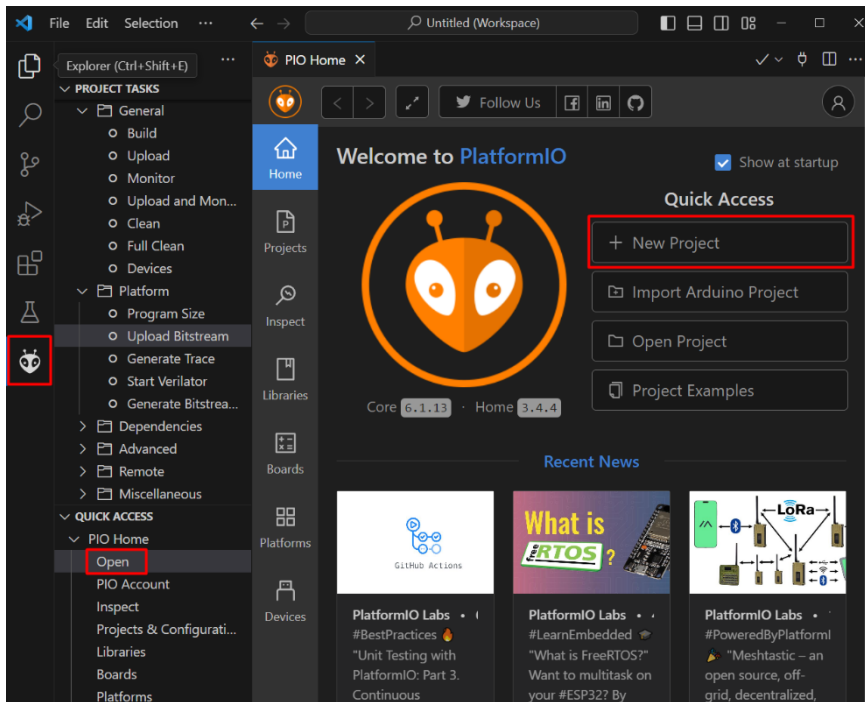 File Edit Selection ··· Untitled (Workspace)
Explorer (Ctrl+Shift+E) ···
PROJECT TASKS
General
Build
Upload
Monitor
Upload and Mon...
Clean
Full Clean
Devices
Platform
Program Size
Upload Bitstream
Generate Trace
Start Verilator
Generate Bitstrea...
Dependencies
Advanced
Remote
Miscellaneous
QUICK ACCESS
PIO Home
Open
PIO Account
Inspect
Projects & Configurati...
Libraries
Boards
Platforms
PIO Home
Follow Us
Home
Projects
Inspect
Libraries
Boards
Platforms
Devices
Welcome to PlatformIO
Show at startup
Quick Access
+ New Project
Import Arduino Project
Open Project
Project Examples
Core 6.1.13 · Home 3.4.4
Recent News
GitHub Actions
PlatformIO Labs •
#BestPractices
"Unit Testing with
PlatformIO: Part 3.
Continuous
What is
free RTOS ?
PlatformIO Labs •
#LearnEmbedded
"What is FreeRTOS?"
Want to multitask on
your #ESP32? By
LoRa
PlatformIO Labs •
#PoweredByPlatformI
"Meshtastic – an
open source, off-
grid, decentralized,